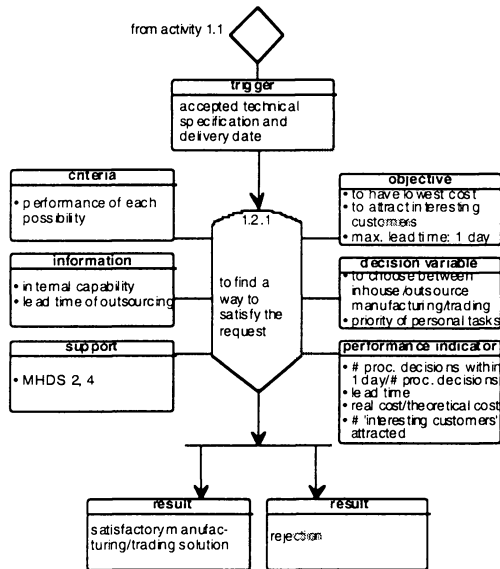 from activity 1.1
trigger
accepted technical
specification and
delivery date
criteria
• performance of each
possibility
information
• internal capability
• lead time of outsourcing
support
• MHDS 2, 4
1.2.1
to find a
way to
satisfy the
request
objective
• to have lowest cost
• to attract interesting
customers
• max. lead time: 1 day
decision variable
• to choose between
inhouse/outsource
manufacturing/trading
• priority of personal tasks
performance indicator
• # proc. decisions within
1 day/# proc. decisions
• lead time
• real cost/theoretical cost
• # 'interesting customers'
attracted
result
satisfactory manufac-
turing/trading solution
result
rejection